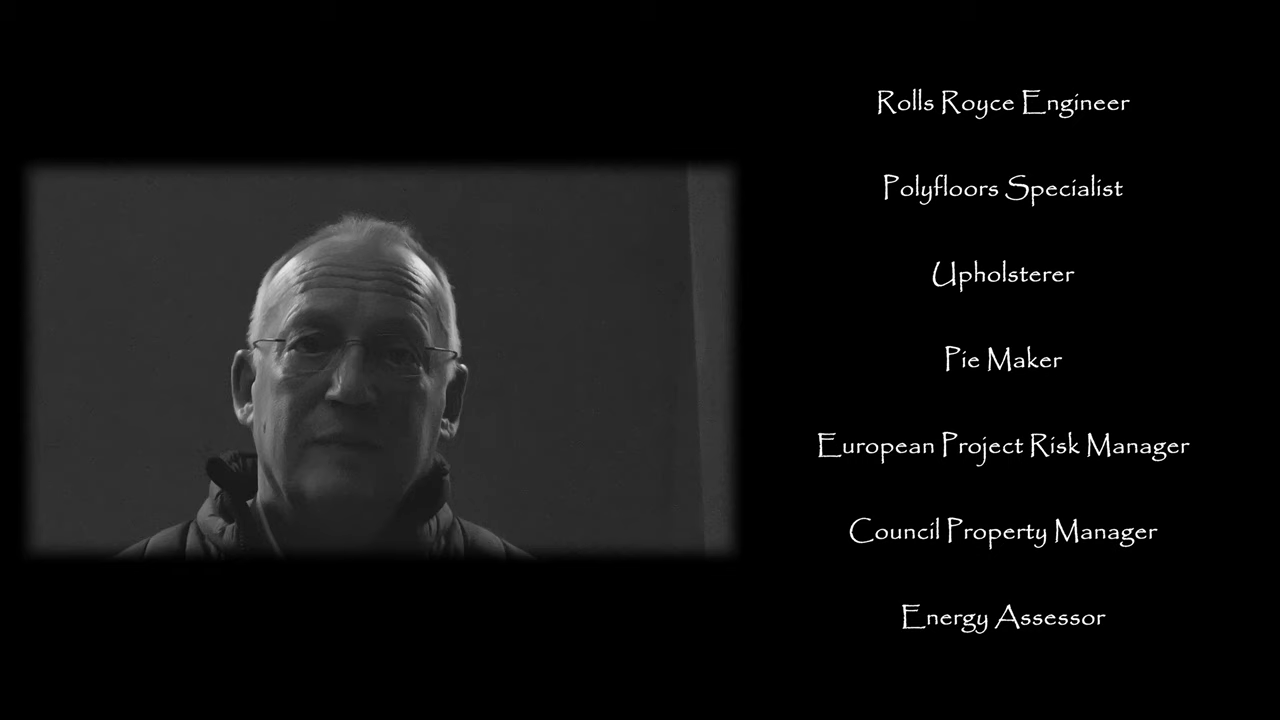 Rolls Royce Engineer
Polyfloors Specialist
Upholsterer
Pie Maker
European Project Risk Manager
Council Property Manager
Energy Assessor